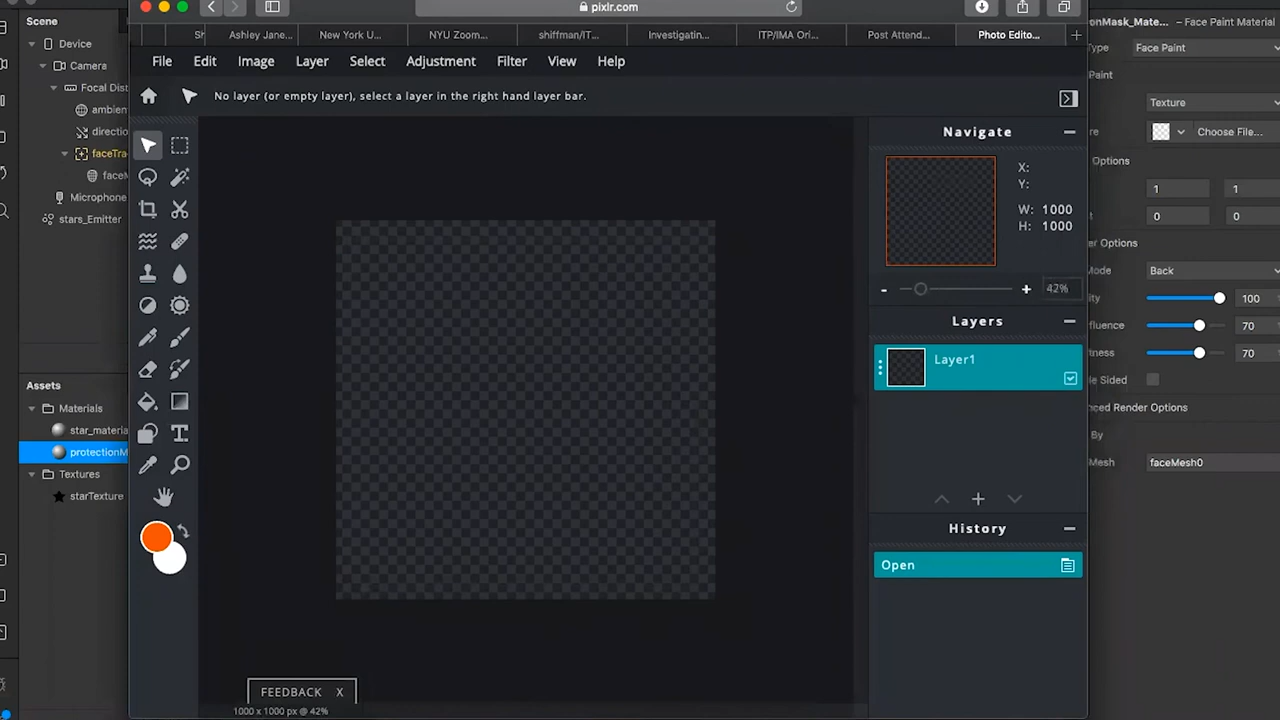 Scene
Device
Camera
Focal Dis
ambien
directio
faceTra
faceM
Microphone
stars_Emitter
Assets
Materials
star_materia
protectionM
Textures
starTexture
pixlr.com
Sh
Ashley Jane...
New York U...
NYU Zoom...
shiffman/IT...
Investigatin...
ITP/IMA Ori...
Post Attend...
Photo Edito...
File
Edit
Image
Layer
Select
Adjustment
Filter
View
Help
No layer (or empty layer), select a layer in the right hand layer bar.
Navigate
X:
Y:
W: 1000
H: 1000
42%
Layers
Layer1
History
Open
FEEDBACK X
1000 x 1000 px @ 42%
onMask_Mate... – Face Paint Material
Type Face Paint
Paint
Texture
re Choose File...
Options
1 1
t 0 0
er Options
Mode Back
ity 100
fluence 70
tness 70
le Sided
nced Render Options
By
Mesh faceMesh0